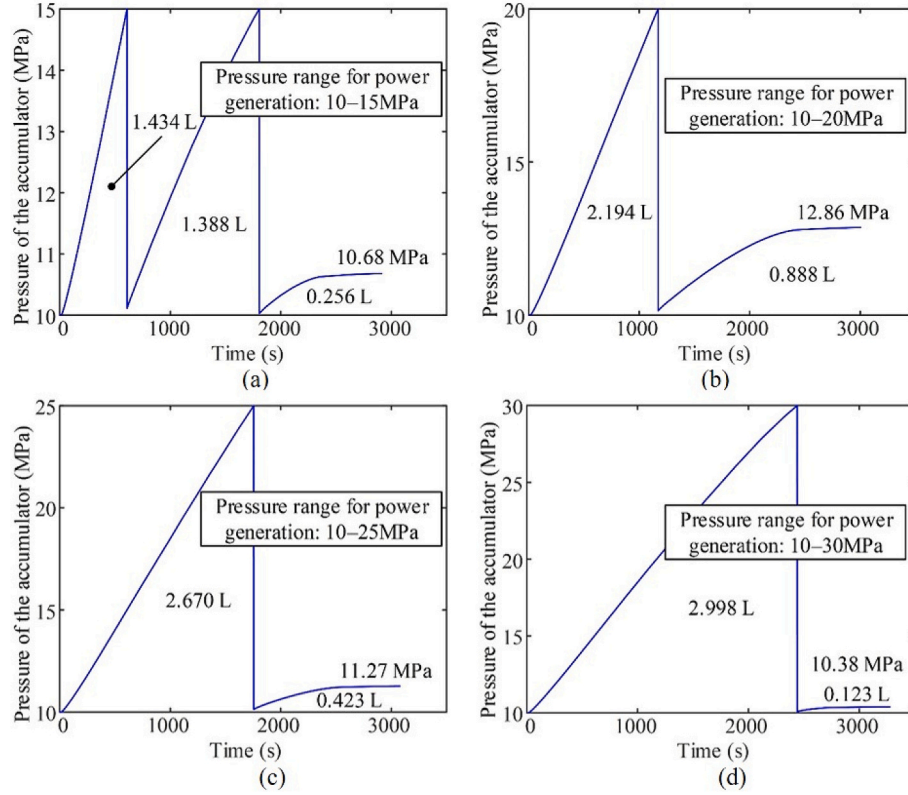 15
14
13
12
11
10
Pressure of the accumulator (MPa)
Pressure range for power
generation: 10–15MPa
1.434 L
1.388 L
10.68 MPa
0.256 L
0
1000
2000
3000
Time (s)
(a)
20
15
10
Pressure of the accumulator (MPa)
Pressure range for power
generation: 10–20MPa
2.194 L
12.86 MPa
0.888 L
0
1000
2000
3000
Time (s)
(b)
25
20
15
10
Pressure of the accumulator (MPa)
Pressure range for power
generation: 10–25MPa
2.670 L
11.27 MPa
0.423 L
0
1000
2000
3000
Time (s)
(c)
30
25
20
15
10
Pressure of the accumulator (MPa)
Pressure range for power
generation: 10–30MPa
2.998 L
10.38 MPa
0.123 L
0
1000
2000
3000
Time (s)
(d)